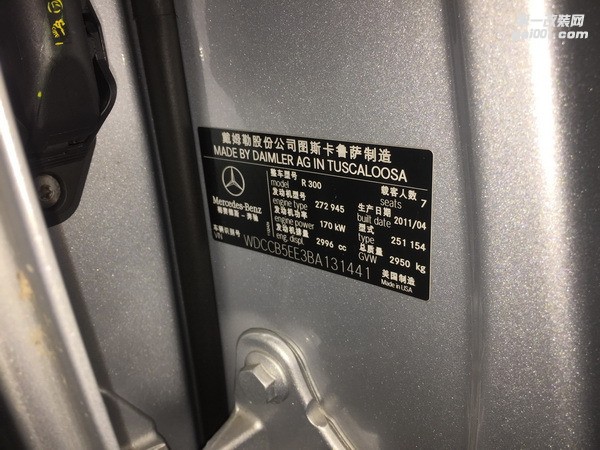 戴姆勒股份公司图斯卡鲁萨制造
MADE BY DAIMLER AG IN TUSCALOOSA
整车型号 载客人数
model R 300 seats 7
发动机型号 生产日期
engine type 272 945 built date 2011/04
发动机功率 型式
engine power 170 kW type 251 154
发动机排量 总质量
eng. displ. 2996 cc GVW 2950 kg
Mercedes-Benz
梅赛德斯-奔驰
车辆识别号
VIN WDCCB5EE3BA131441
美国制造
Made in USA
改装网